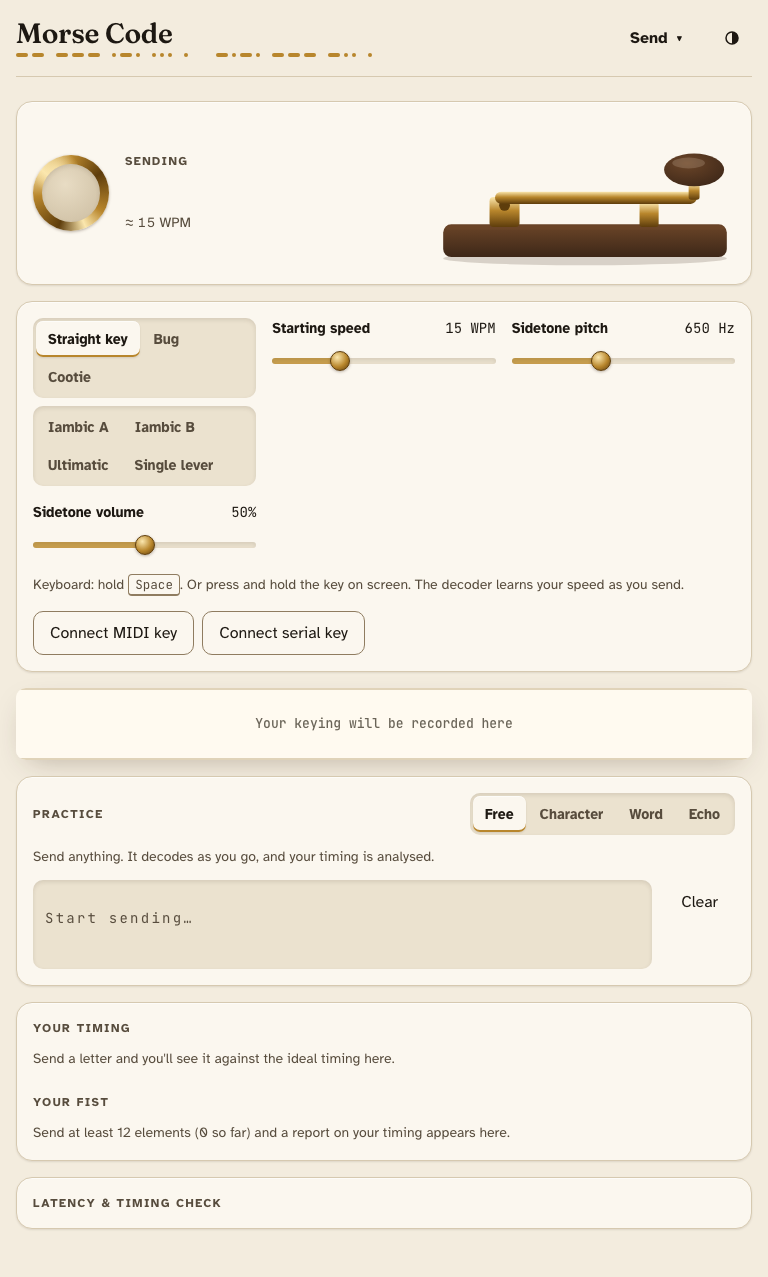 Morse Code
Send ▾
SENDING
≈ 15 WPM
Straight key Bug
Cootie
Starting speed 15 WPM
Sidetone pitch 650 Hz
Iambic A Iambic B
Ultimatic Single lever
Sidetone volume 50%
Keyboard: hold Space. Or press and hold the key on screen. The decoder learns your speed as you send.
Connect MIDI key Connect serial key
Your keying will be recorded here
PRACTICE
Free Character Word Echo
Send anything. It decodes as you go, and your timing is analysed.
Start sending…
Clear
YOUR TIMING
Send a letter and you'll see it against the ideal timing here.
YOUR FIST
Send at least 12 elements (0 so far) and a report on your timing appears here.
LATENCY & TIMING CHECK